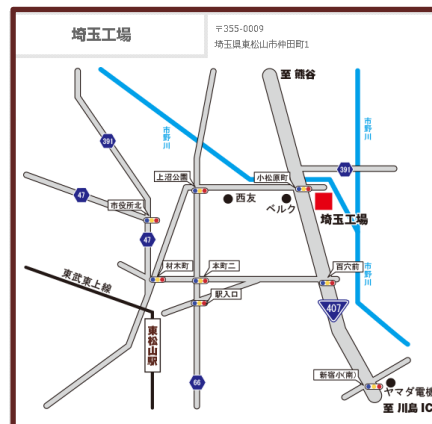 埼玉工場
〒355-0009
埼玉県東松山市仲田町1
至 熊谷
391
市野川
市野川
上沼公園
小松原町
391
47
西友
ベルク
埼玉工場
市役所北
47
材木町
本町二
百穴前
市野川
東武東上線
駅入口
407
東松山駅
新宿小(南)
66
ヤマダ電機
至 川島 IC